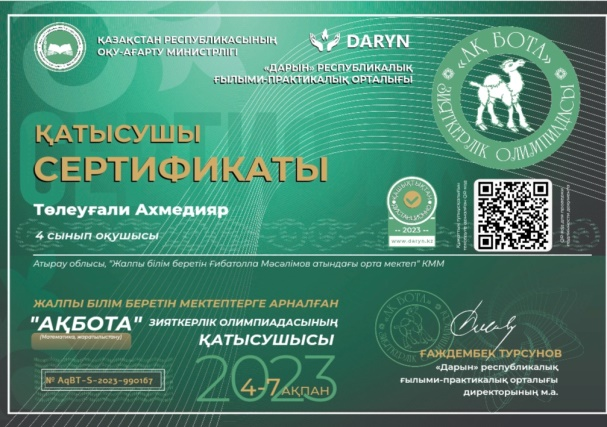 ҚАЗАҚСТАН РЕСПУБЛИКАСЫНЫҢ
ОҚУ-АҒАРТУ МИНИСТРЛІГІ
DARYN
«ДАРЫН» РЕСПУБЛИКАЛЫҚ
ҒЫЛЫМИ-ПРАКТИКАЛЫҚ ОРТАЛЫҒЫ
«АҚ БОТА»
ЗИЯТКЕРЛІК ОЛИМПИАДАСЫ
ҚАТЫСУШЫ
СЕРТИФИКАТЫ
Төлеуғали Ахмедияр
4 сынып оқушысы
2023
www.daryn.kz
Атырау облысы, "Жалпы білім беретін Ғибатолла Мәсәлімов атындағы орта мектеп" КММ
ЖАЛПЫ БІЛІМ БЕРЕТІН МЕКТЕПТЕРГЕ АРНАЛҒАН
"АҚБОТА" ЗИЯТКЕРЛІК ОЛИМПИАДАСЫНЫҢ
(Математика, жаратылыстану)
ҚАТЫСУШЫСЫ
№ AqBT-S-2023-990167
2023
4-7 АҚПАН
ҒАЖДЕМБЕК ТУРСУНОВ
«Дарын» республикалық
ғылыми-практикалық орталығы
директорының м.а.